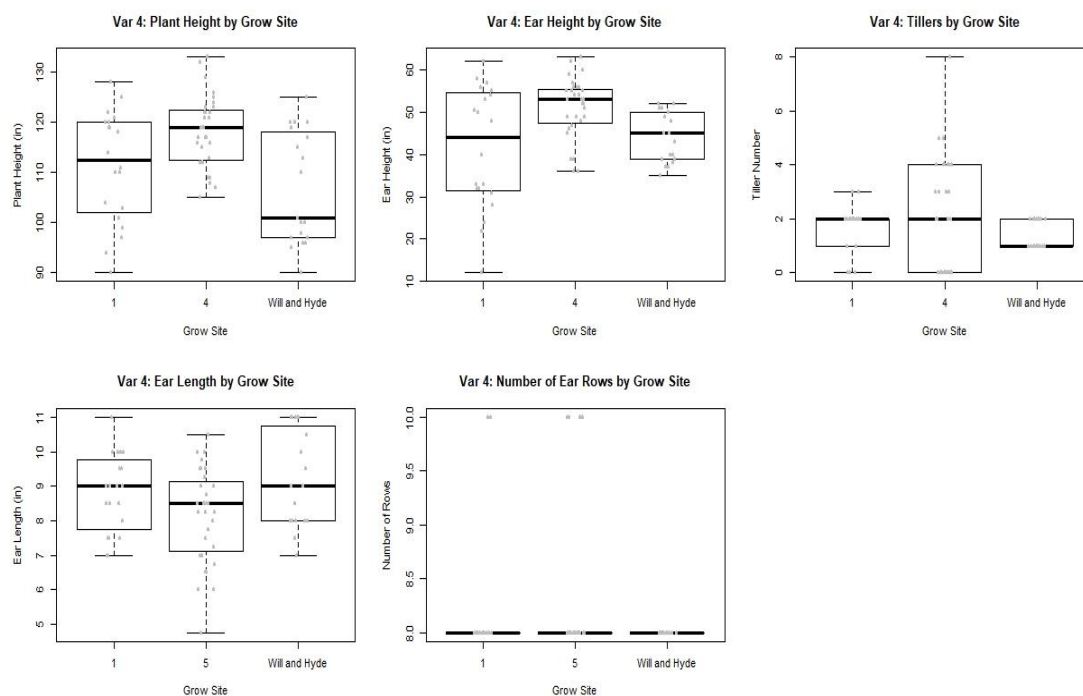 Var 4: Plant Height by Grow Site
Plant Height (in)
130
120
110
100
90
1 4 Will and Hyde
Grow Site
Var 4: Ear Height by Grow Site
Ear Height (in)
60
50
40
30
20
10
1 4 Will and Hyde
Grow Site
Var 4: Tillers by Grow Site
Tiller Number
8
6
4
2
0
1 4 Will and Hyde
Grow Site
Var 4: Ear Length by Grow Site
Ear Length (in)
11
10
9
8
7
6
5
1 5 Will and Hyde
Grow Site
Var 4: Number of Ear Rows by Grow Site
Number of Rows
10.0
9.5
9.0
8.5
8.0
1 5 Will and Hyde
Grow Site